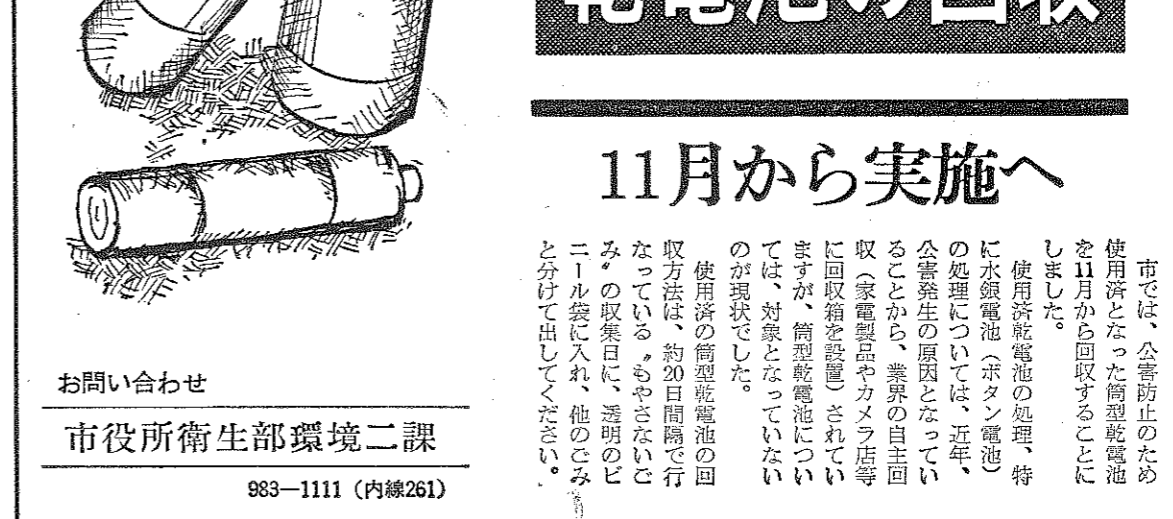 乾電池の回収
11月から実施へ
市では、公害防止のため
使用済となった筒型乾電池
を11月から回収することに
しました。
使用済乾電池の処理、特
に水銀電池（ボタン電池）
の処理については、近年、
公害発生の原因となってい
ることから、業界の自主回
収（家電製品やカメラ店等
に回収箱を設置）されてい
ますが、筒型乾電池につい
ては、対象となっていない
のが現状でした。
使用済の筒型乾電池の回
収方法は、約20日間隔で行
なっている〝もやさないご
み〟の収集日に、透明のビ
ニール袋に入れ、他のごみ
と分けて出してください。
お問い合わせ
市役所衛生部環境二課
983―1111（内線261）